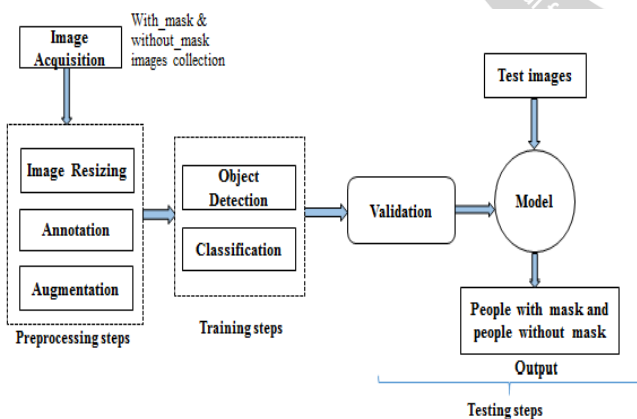 Image
Acquisition
With_mask &
without_mask
images collection
Image Resizing
Annotation
Augmentation
Preprocessing steps
Object
Detection
Classification
Training steps
Validation
Test images
Model
People with mask and
people without mask
Output
Testing steps